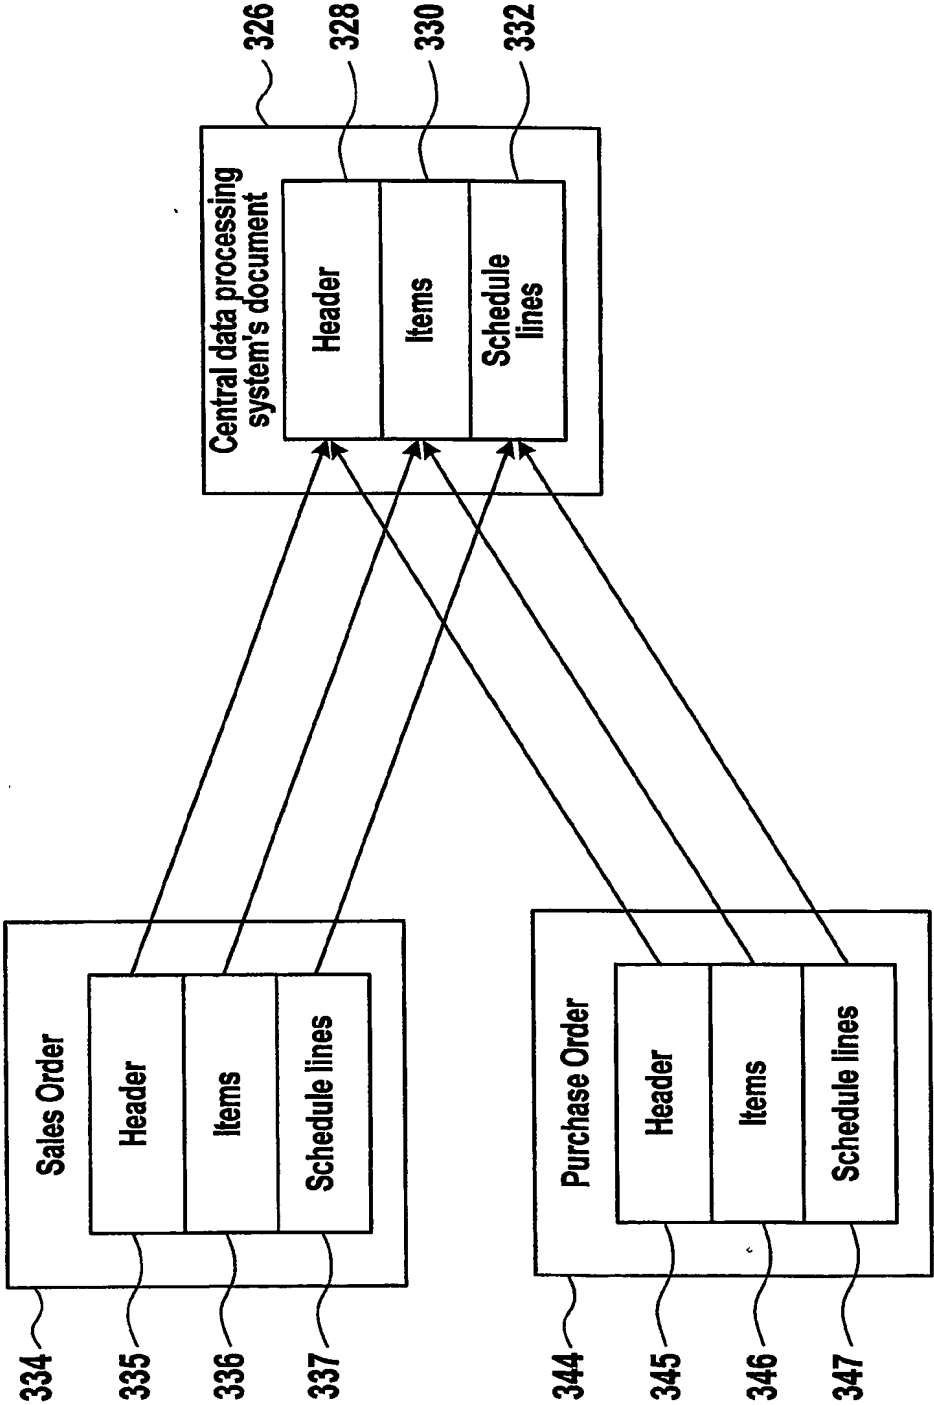 334
Sales Order
335
Header
336
Items
337
Schedule lines
344
Purchase Order
345
Header
346
Items
347
Schedule lines
Central data processing
system's document
326
Header
328
Items
330
Schedule
lines
332